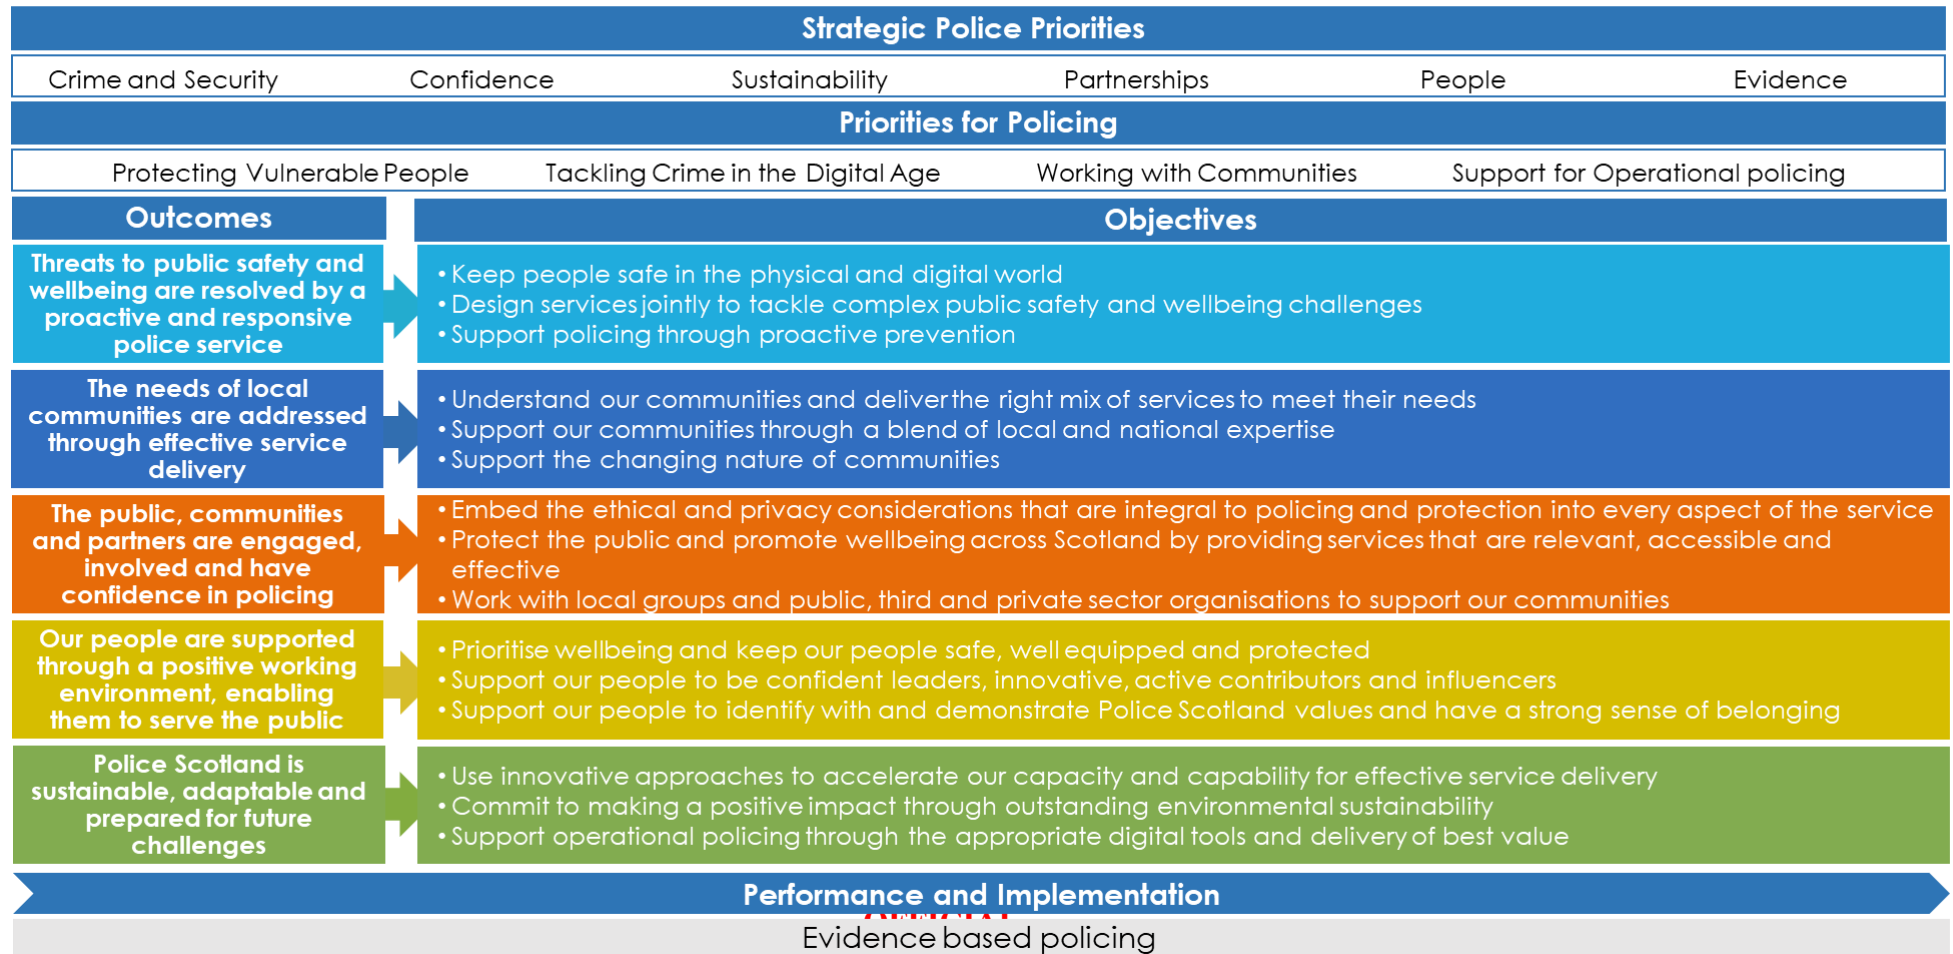 Strategic Police Priorities
Crime and Security Confidence Sustainability Partnerships People Evidence
Priorities for Policing
Protecting Vulnerable People Tackling Crime in the Digital Age Working with Communities Support for Operational policing
Outcomes
Objectives
Threats to public safety and
wellbeing are resolved by a
proactive and responsive
police service
• Keep people safe in the physical and digital world
• Design services jointly to tackle complex public safety and wellbeing challenges
• Support policing through proactive prevention
The needs of local
communities are addressed
through effective service
delivery
• Understand our communities and deliver the right mix of services to meet their needs
• Support our communities through a blend of local and national expertise
• Support the changing nature of communities
The public, communities
and partners are engaged,
involved and have
confidence in policing
• Embed the ethical and privacy considerations that are integral to policing and protection into every aspect of the service
• Protect the public and promote wellbeing across Scotland by providing services that are relevant, accessible and
effective
• Work with local groups and public, third and private sector organisations to support our communities
Our people are supported
through a positive working
environment, enabling
them to serve the public
• Prioritise wellbeing and keep our people safe, well equipped and protected
• Support our people to be confident leaders, innovative, active contributors and influencers
• Support our people to identify with and demonstrate Police Scotland values and have a strong sense of belonging
Police Scotland is
sustainable, adaptable and
prepared for future
challenges
• Use innovative approaches to accelerate our capacity and capability for effective service delivery
• Commit to making a positive impact through outstanding environmental sustainability
• Support operational policing through the appropriate digital tools and delivery of best value
Performance and Implementation
Evidence based policing